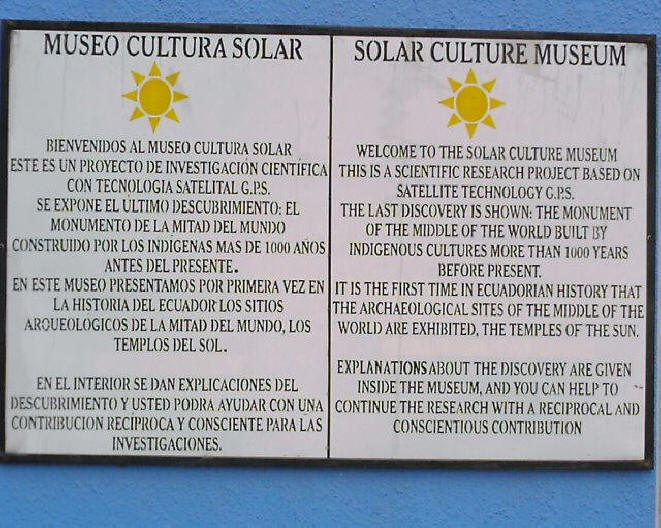 MUSEO CULTURA SOLAR
BIENVENIDOS AL MUSEO CULTURA SOLAR
ESTE ES UN PROYECTO DE INVESTIGACIÓN CIENTÍFICA
CON TECNOLOGIA SATELITAL G.P.S.
SE EXPONE EL ÚLTIMO DESCUBRIMIENTO: EL
MONUMENTO DE LA MITAD DEL MUNDO
CONSTRUIDO POR LOS INDÍGENAS MAS DE 1000 AÑOS
ANTES DEL PRESENTE.
EN ESTE MUSEO PRESENTAMOS POR PRIMERA VEZ EN
LA HISTORIA DEL ECUADOR LOS SITIOS
ARQUEOLOGICOS DE LA MITAD DEL MUNDO, LOS
TEMPLOS DEL SOL.
EN EL INTERIOR SE DAN EXPLICACIONES DEL
DESCUBRIMIENTO Y USTED PODRA AYUDAR CON UNA
CONTRIBUCION RECÍPROCA Y CONSCIENTE PARA LAS
INVESTIGACIONES.
SOLAR CULTURE MUSEUM
WELCOME TO THE SOLAR CULTURE MUSEUM
THIS IS A SCIENTIFIC RESEARCH PROJECT BASED ON
SATELLITE TECHNOLOGY G.P.S.
THE LAST DISCOVERY IS SHOWN: THE MONUMENT
OF THE MIDDLE OF THE WORLD BUILT BY
INDIGENOUS CULTURES MORE THAN 1000 YEARS
BEFORE PRESENT.
IT IS THE FIRST TIME IN ECUADORIAN HISTORY THAT
THE ARCHAEOLOGICAL SITES OF THE MIDDLE OF THE
WORLD ARE EXHIBITED, THE TEMPLES OF THE SUN.
EXPLANATIONS ABOUT THE DISCOVERY ARE GIVEN
INSIDE THE MUSEUM, AND YOU CAN HELP TO
CONTINUE THE RESEARCH WITH A RECIPROCAL AND
CONSCIENTIOUS CONTRIBUTION